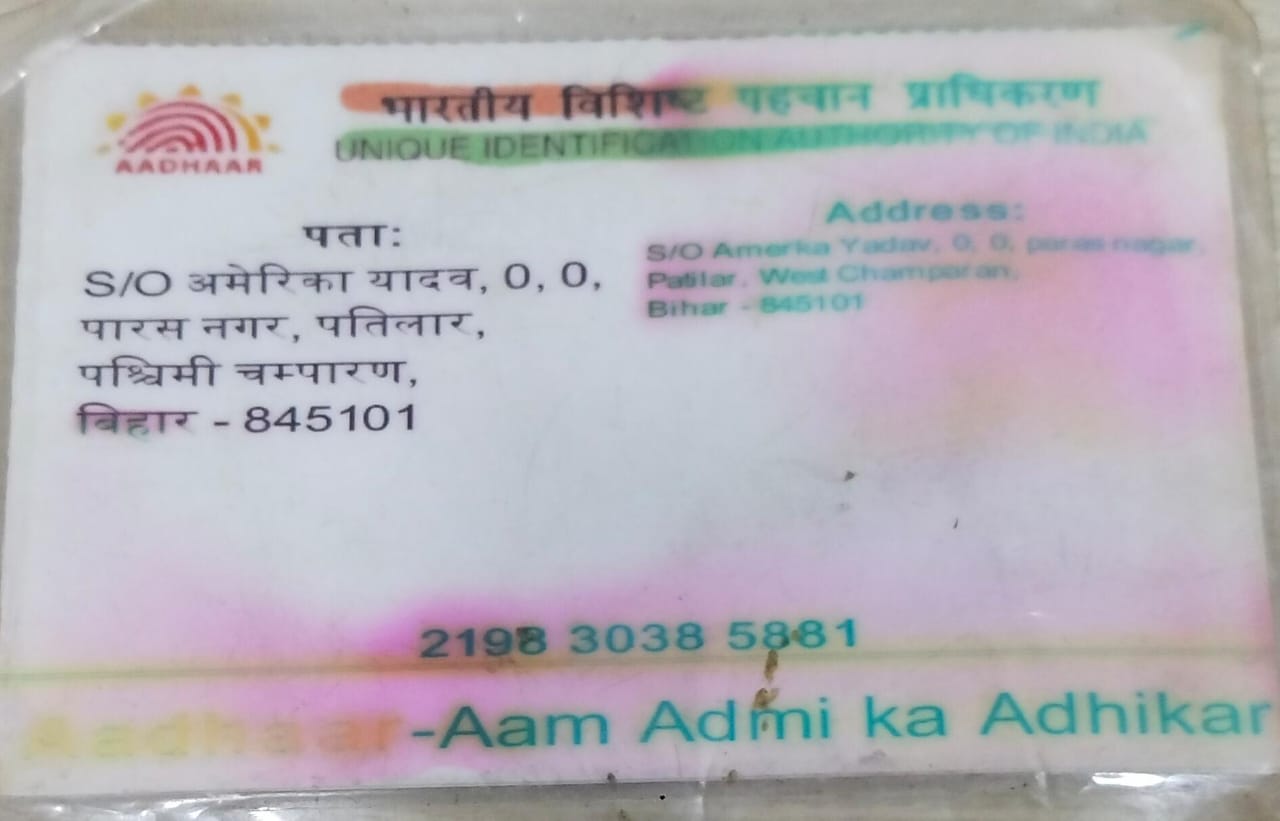 AADHAAR
भारतीय विशिष्ट पहचान प्राधिकरण
UNIQUE IDENTIFICATION AUTHORITY OF INDIA
पता:
S/O अमेरिका यादव, 0, 0,
पारस नगर, पतिलार,
पश्चिमी चम्पारण,
बिहार - 845101
Address:
S/O Amerka Yadav, 0, 0, paras nagar,
Patilar, West Champaran,
Bihar - 845101
2198 3038 5881
Aadhaar-Aam Admi ka Adhikar